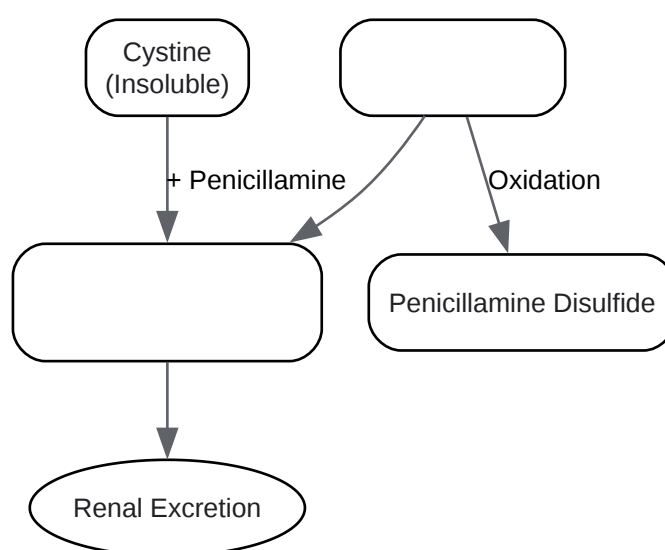 Cystine
(Insoluble)
+ Penicillamine
Oxidation
Penicillamine Disulfide
Renal Excretion